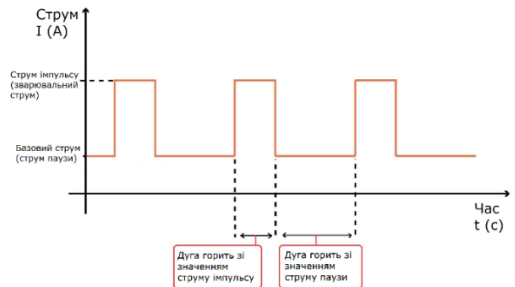 Струм
I (A)
Струм імпульсу
(зварювальний
струм)
Базовий струм
(струм паузи)
Час
t (c)
Дуга горить зі
значенням
струму імпульсу
Дуга горить зі
значенням
струму паузи